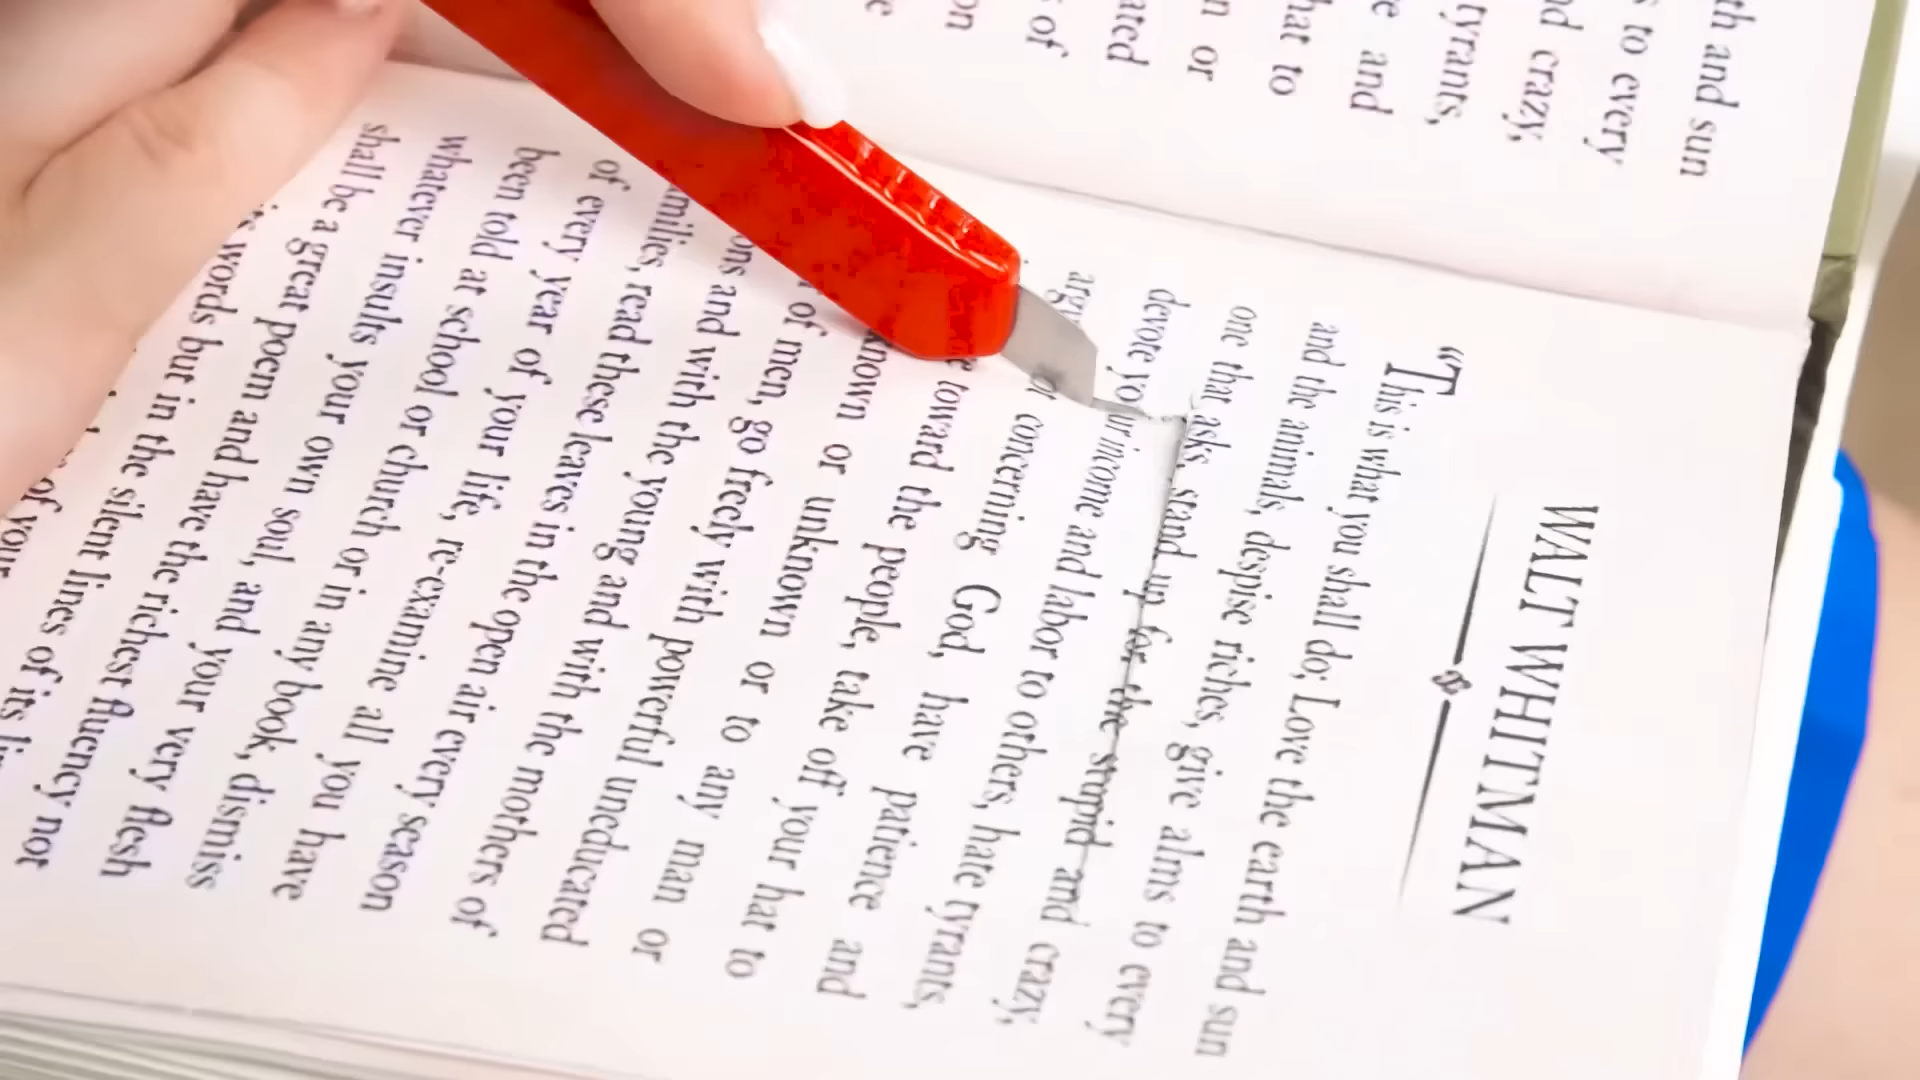 th and sun
s to every
nd crazy,
tyrants,
e and
hat to
n or
ated
of
on
e
WALT WHITMAN
"This is what you shall do; Love the earth and sun
and the animals, despise riches, give alms to every
one that asks, stand up for the stupid and crazy,
devote your income and labor to others, hate tyrants,
concerning God, have patience and
toward the people, take off your hat to
known or unknown or to any man or
of men, go freely with powerful uneducated
ons and with the young and with the mothers of
amilies, read these leaves in the open air every season
of every year of your life, re-examine all you have
been told at school or church or in any book, dismiss
whatever insults your own soul, and your very flesh
shall be a great poem and have the richest fluency not
its words but in the silent lines of its
of your